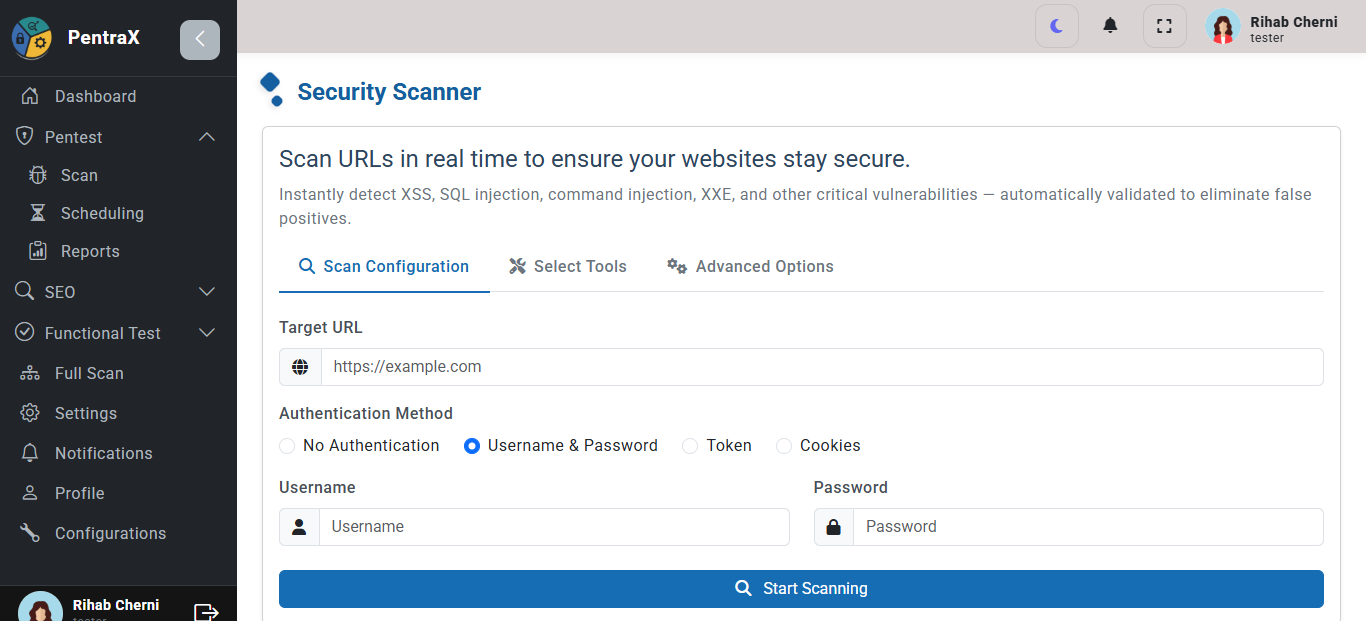 PentraX
Rihab Cherni
tester
Dashboard
Pentest
Scan
Scheduling
Reports
SEO
Functional Test
Full Scan
Settings
Notifications
Profile
Configurations
Rihab Cherni
tester
Security Scanner
Scan URLs in real time to ensure your websites stay secure.
Instantly detect XSS, SQL injection, command injection, XXE, and other critical vulnerabilities — automatically validated to eliminate false
positives.
Scan Configuration Select Tools Advanced Options
Target URL
https://example.com
Authentication Method
No Authentication Username & Password Token Cookies
Username Password
Username Password
Start Scanning